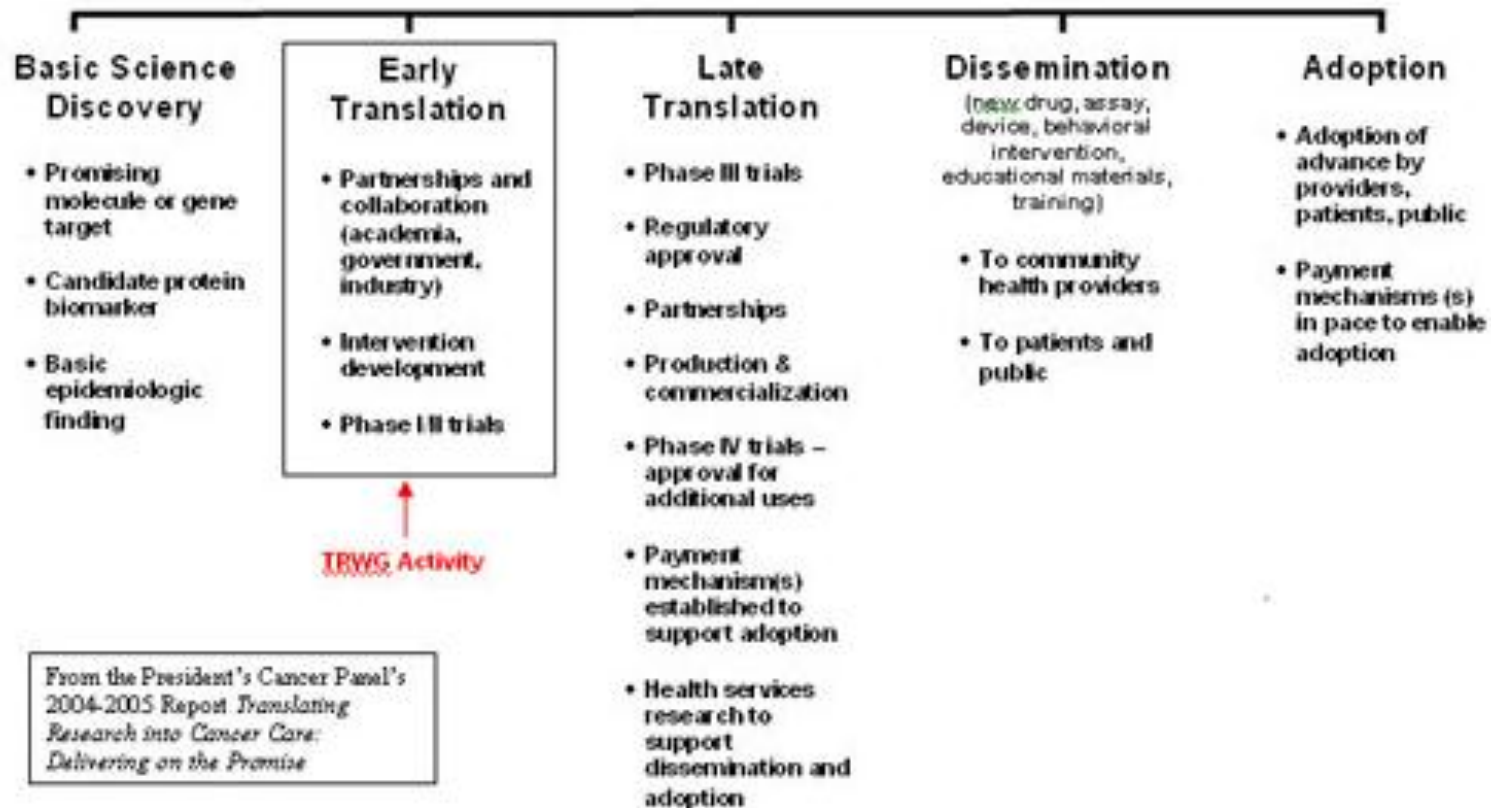 Basic Science
Discovery
• Promising
molecule or gene
target
• Candidate protein
biomarker
• Basic
epidemiologic
finding
Early
Translation
• Partnerships and
collaboration
(academia,
government,
industry)
• Intervention
development
• Phase I/II trials
TRWG Activity
Late
Translation
• Phase III trials
• Regulatory
approval
• Partnerships
• Production &
commercialization
• Phase IV trials –
approval for
additional uses
• Payment
mechanism(s)
established to
support adoption
• Health services
research to
support
dissemination and
adoption
Dissemination
(new drug, assay,
device, behavioral
intervention,
educational materials,
training)
• To community
health providers
• To patients and
public
Adoption
• Adoption of
advance by
providers,
patients, public
• Payment
mechanisms (s)
in pace to enable
adoption
From the President's Cancer Panel's
2004-2005 Report Translating
Research into Cancer Care:
Delivering on the Promise